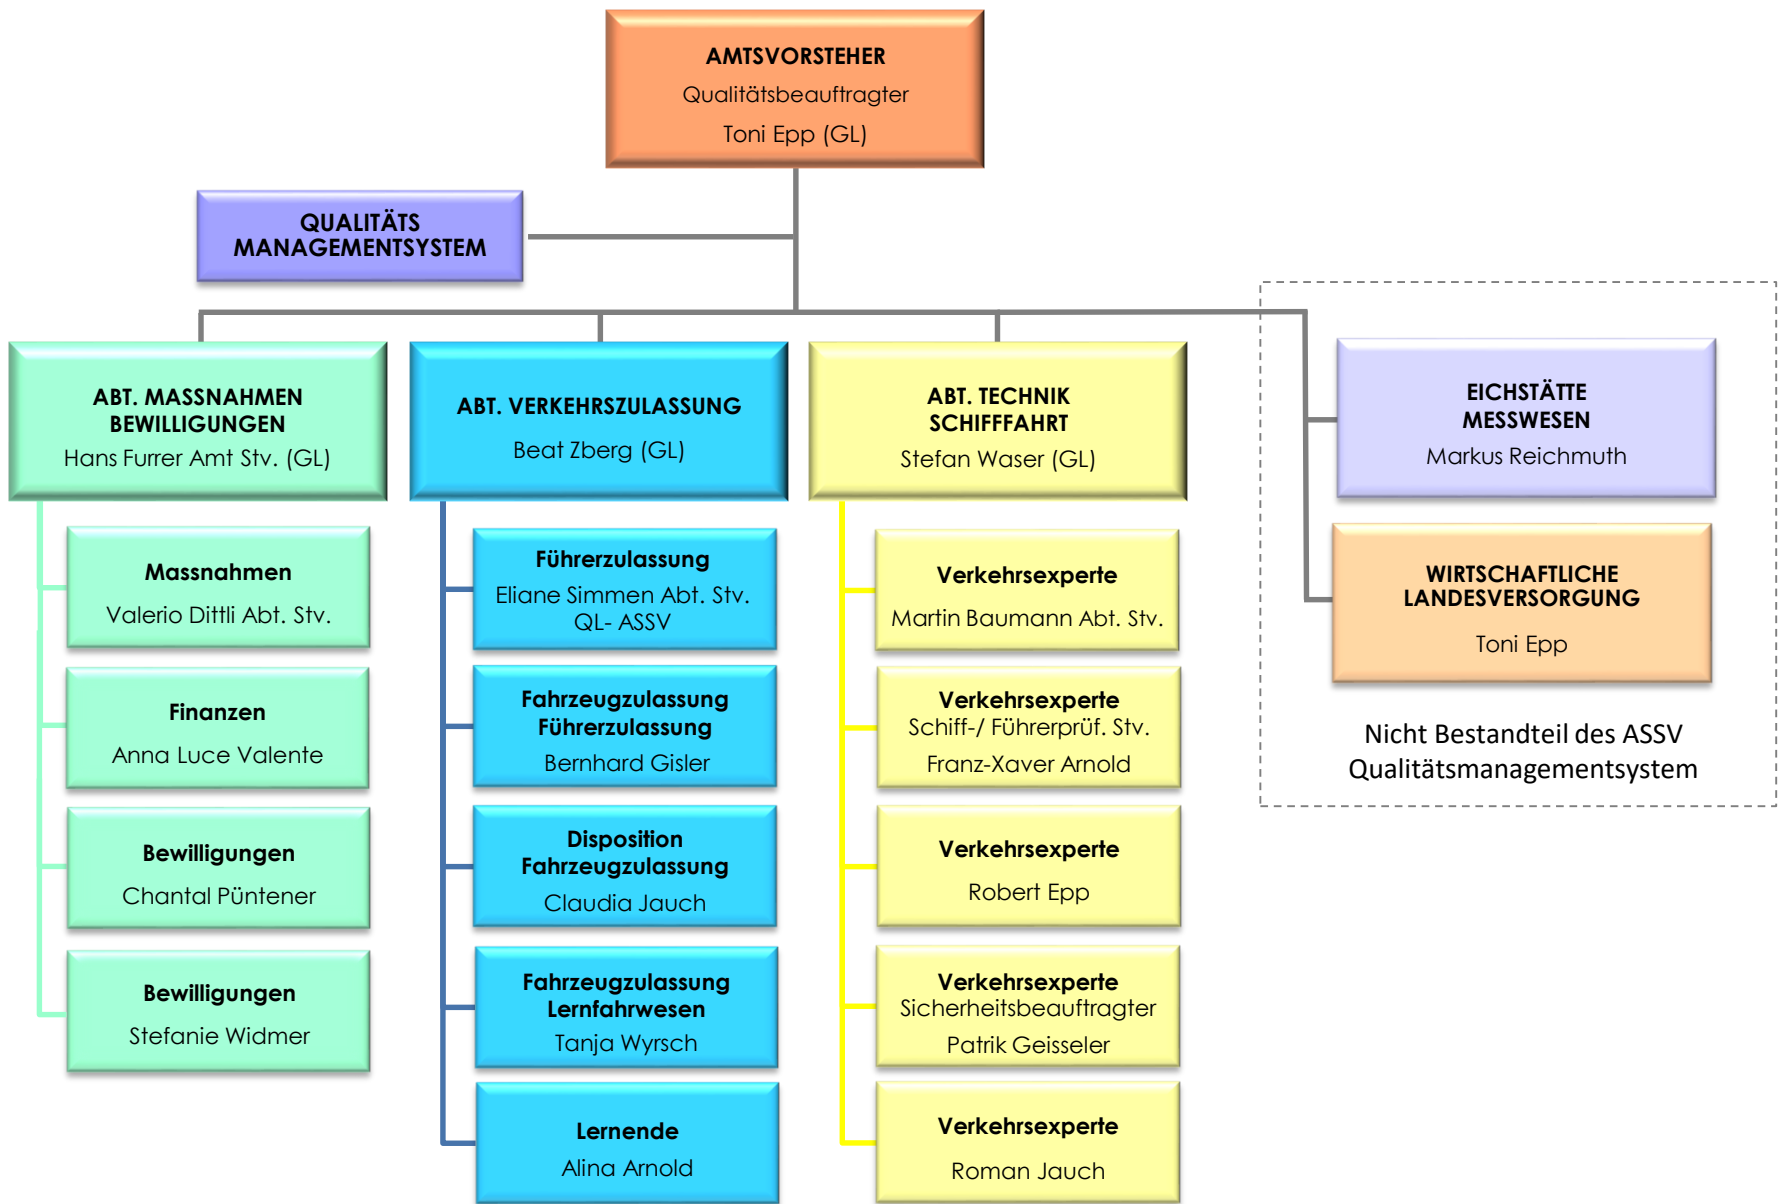 AMTSVORSTEHER
Qualitätsbeauftragter
Toni Epp (GL)
QUALITÄTS
MANAGEMENTSYSTEM
ABT. MASSNAHMEN
BEWILLIGUNGEN
Hans Furrer Amt Stv. (GL)
Massnahmen
Valerio Dittli Abt. Stv.
Finanzen
Anna Luce Valente
Bewilligungen
Chantal Püntener
Bewilligungen
Stefanie Widmer
ABT. VERKEHRSZULASSUNG
Beat Zberg (GL)
Führerzulassung
Eliane Simmen Abt. Stv.
QL- ASSV
Fahrzeugzulassung
Führerzulassung
Bernhard Gisler
Disposition
Fahrzeugzulassung
Claudia Jauch
Fahrzeugzulassung
Lernfahrwesen
Tanja Wyrsch
Lernende
Alina Arnold
ABT. TECHNIK
SCHIFFFAHRT
Stefan Waser (GL)
Verkehrsexperte
Martin Baumann Abt. Stv.
Verkehrsexperte
Schiff-/ Führerprüf. Stv.
Franz-Xaver Arnold
Verkehrsexperte
Robert Epp
Verkehrsexperte
Sicherheitsbeauftragter
Patrik Geisseler
Verkehrsexperte
Roman Jauch
EICHSTÄTTE
MESSWESEN
Markus Reichmuth
WIRTSCHAFTLICHE
LANDESVERSORGUNG
Toni Epp
Nicht Bestandteil des ASSV
Qualitätsmanagementsystem